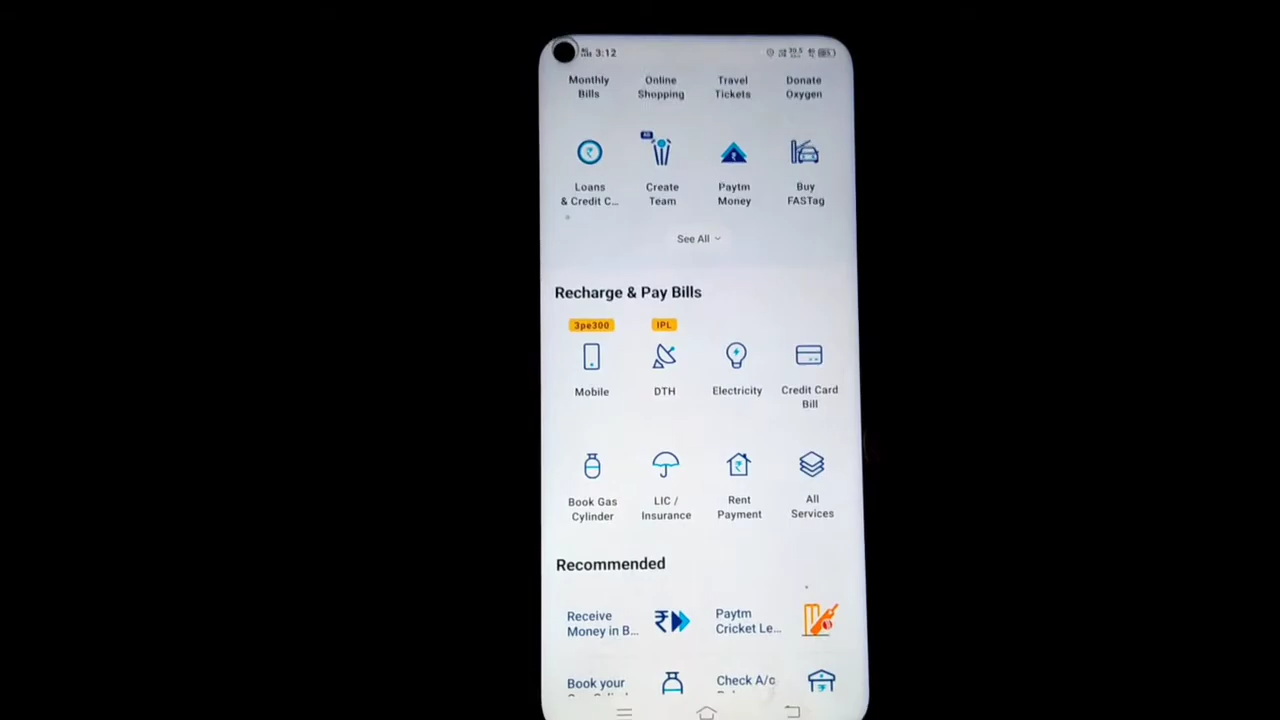 3:12
Monthly Online Travel Donate
Bills Shopping Tickets Oxygen
Loans Create Paytm Buy
& Credit C... Team Money FASTag
See All
Recharge & Pay Bills
3pe300 IPL
Mobile DTH Electricity Credit Card
Bill
Book Gas LIC / Rent All
Cylinder Insurance Payment Services
Recommended
Receive Paytm
Money in B... Cricket Le...
Book your Check A/c